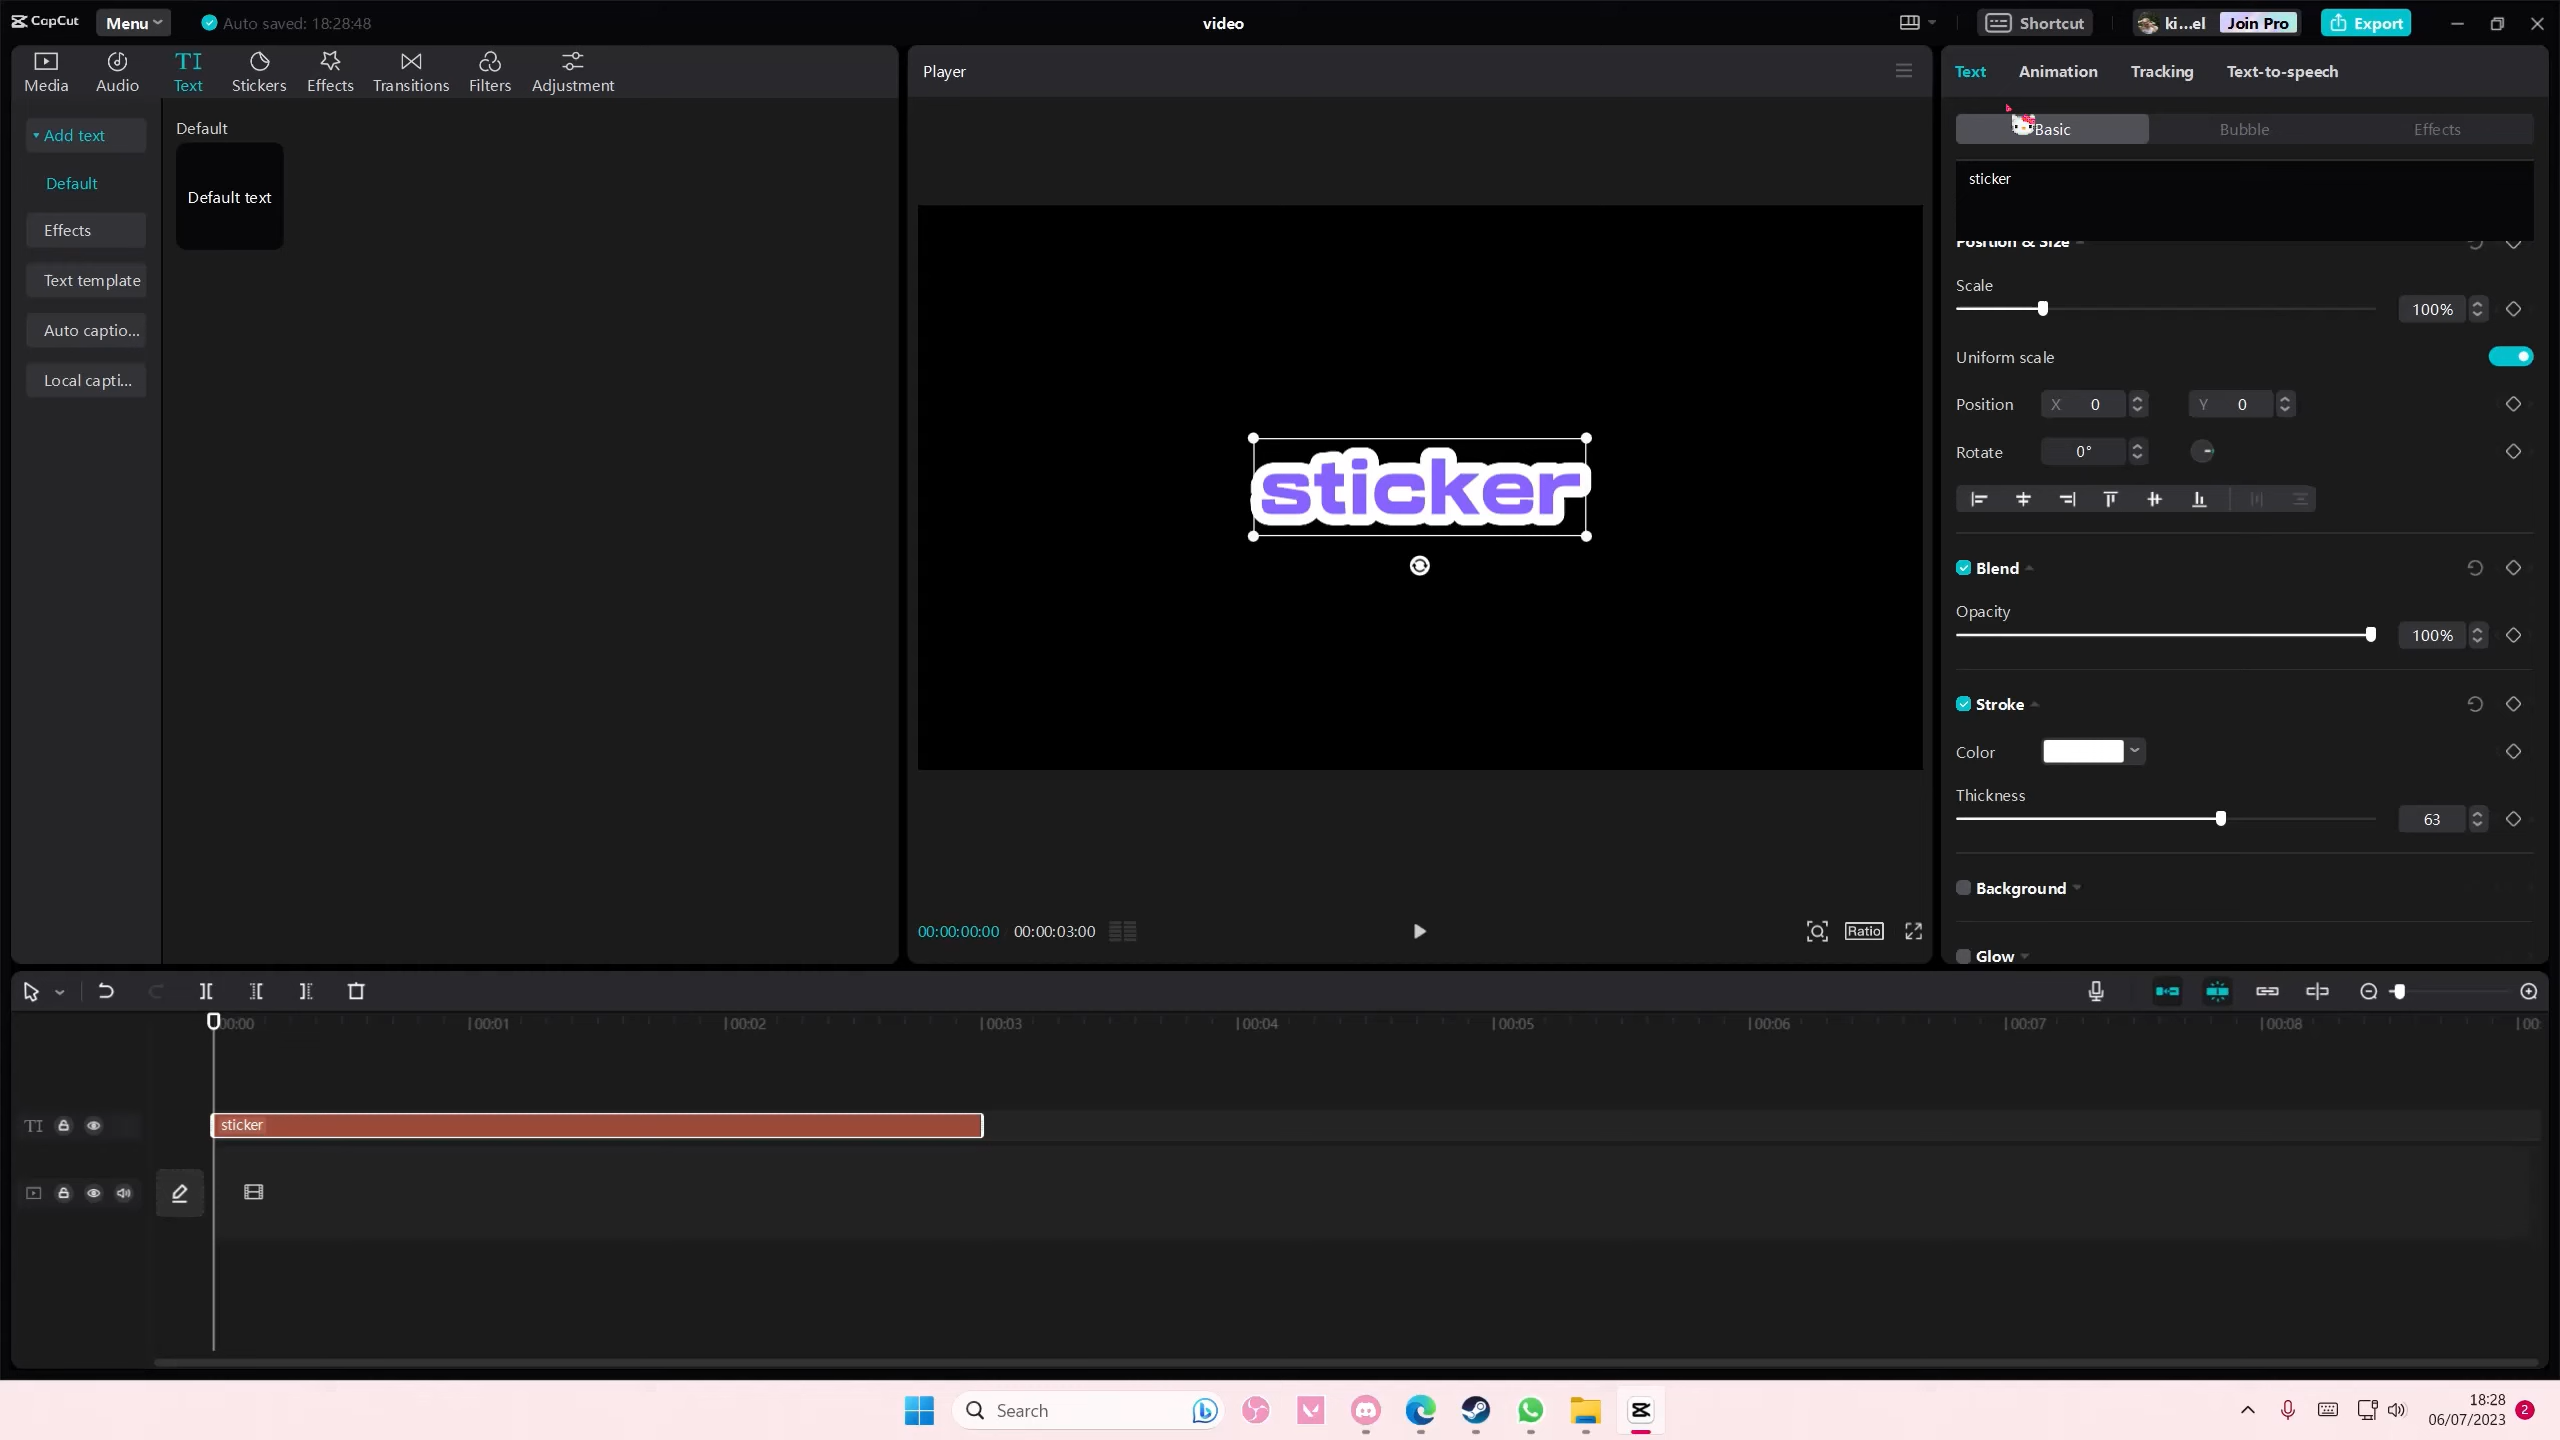 CapCut
Menu
Auto saved: 18:28:48
video
Shortcut
ki...el
Join Pro
Export
Media
Audio
TI
Text
Stickers
Effects
Transitions
Filters
Adjustment
Player
Text
Animation
Tracking
Text-to-speech
Add text
Default
Effects
Text template
Auto captio...
Local capti...
Default
Default text
sticker
Basic
Bubble
Effects
sticker
Position & Size
Scale
100%
Uniform scale
Position
X 0
Y 0
Rotate
0°
Blend
Opacity
100%
Stroke
Color
Thickness
63
Background
Glow
00:00:00:00
00:00:03:00
Ratio
00:00
00:01
00:02
00:03
00:04
00:05
00:06
00:07
00:08
00:
TI
sticker
Search
18:28
06/07/2023
2